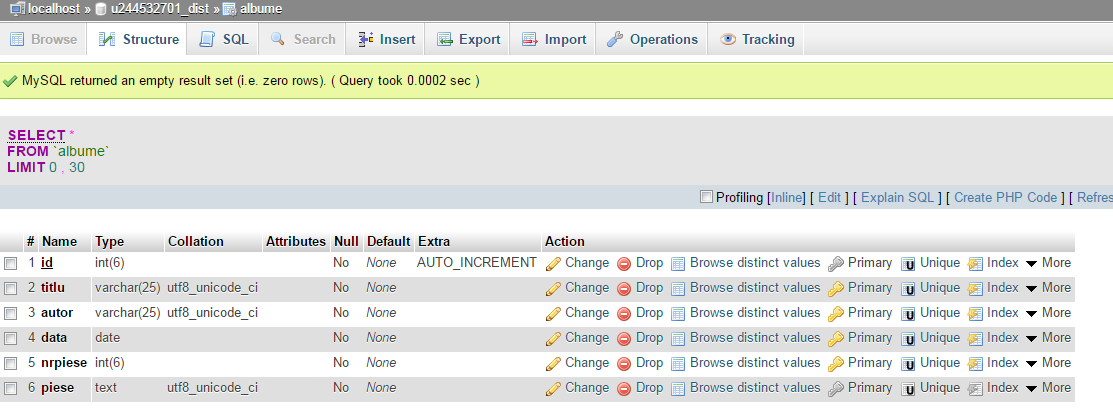 localhost » u244532701_dist » albume
Browse Structure SQL Search Insert Export Import Operations Tracking
MySQL returned an empty result set (i.e. zero rows). ( Query took 0.0002 sec )
SELECT *
FROM `albume`
LIMIT 0 , 30
Profiling [Inline] [ Edit ] [ Explain SQL ] [ Create PHP Code ] [ Refres
# Name Type Collation Attributes Null Default Extra Action
1 id int(6) No None AUTO_INCREMENT Change Drop Browse distinct values Primary Unique Index More
2 titlu varchar(25) utf8_unicode_ci No None Change Drop Browse distinct values Primary Unique Index More
3 autor varchar(25) utf8_unicode_ci No None Change Drop Browse distinct values Primary Unique Index More
4 data date No None Change Drop Browse distinct values Primary Unique Index More
5 nrpiese int(6) No None Change Drop Browse distinct values Primary Unique Index More
6 piese text utf8_unicode_ci No None Change Drop Browse distinct values Primary Unique Index More